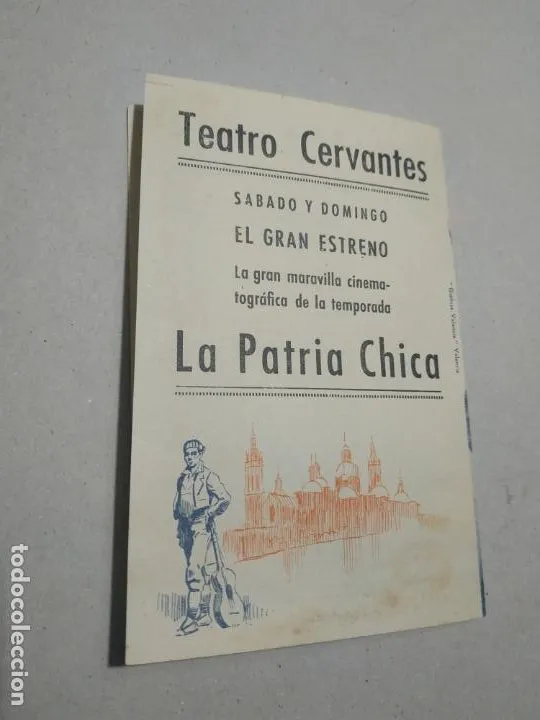 Teatro Cervantes
SABADO Y DOMINGO
EL GRAN ESTRENO
La gran maravilla cinema-
tográfica de la temporada
La Patria Chica
todocoleccion